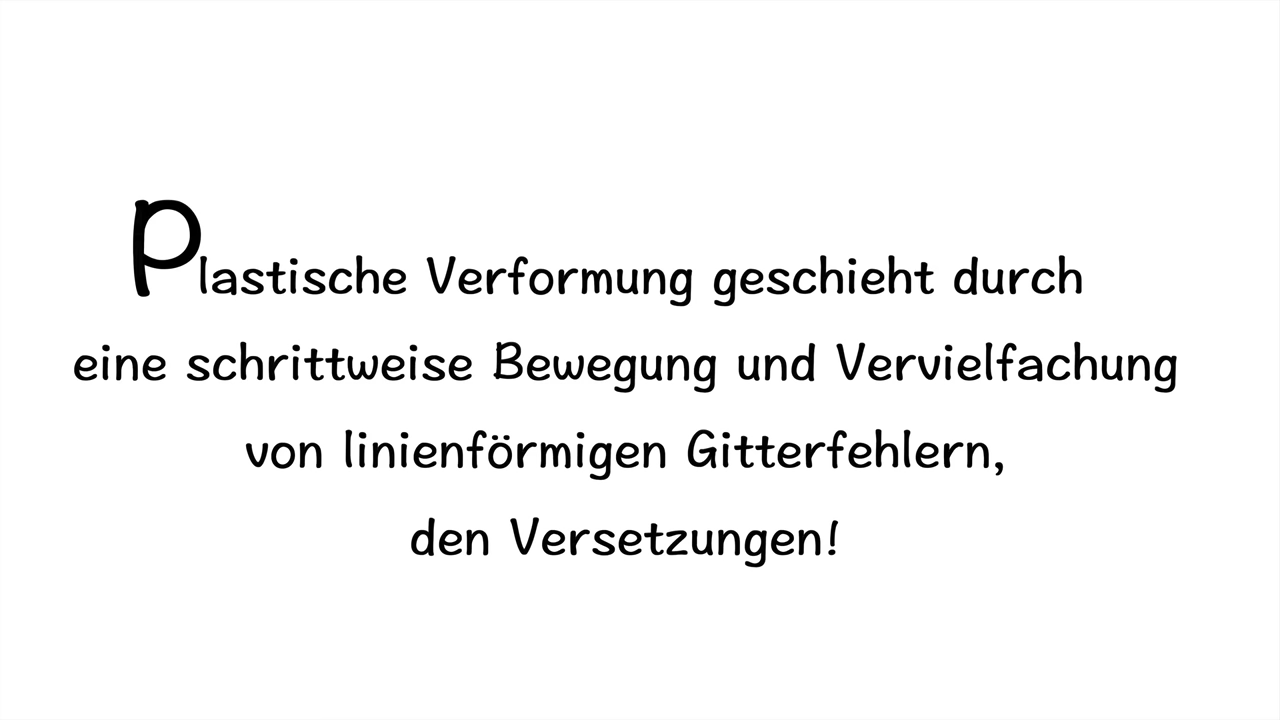 Plastische Verformung geschieht durch
eine schrittweise Bewegung und Vervielfachung
von linienförmigen Gitterfehlern,
den Versetzungen!